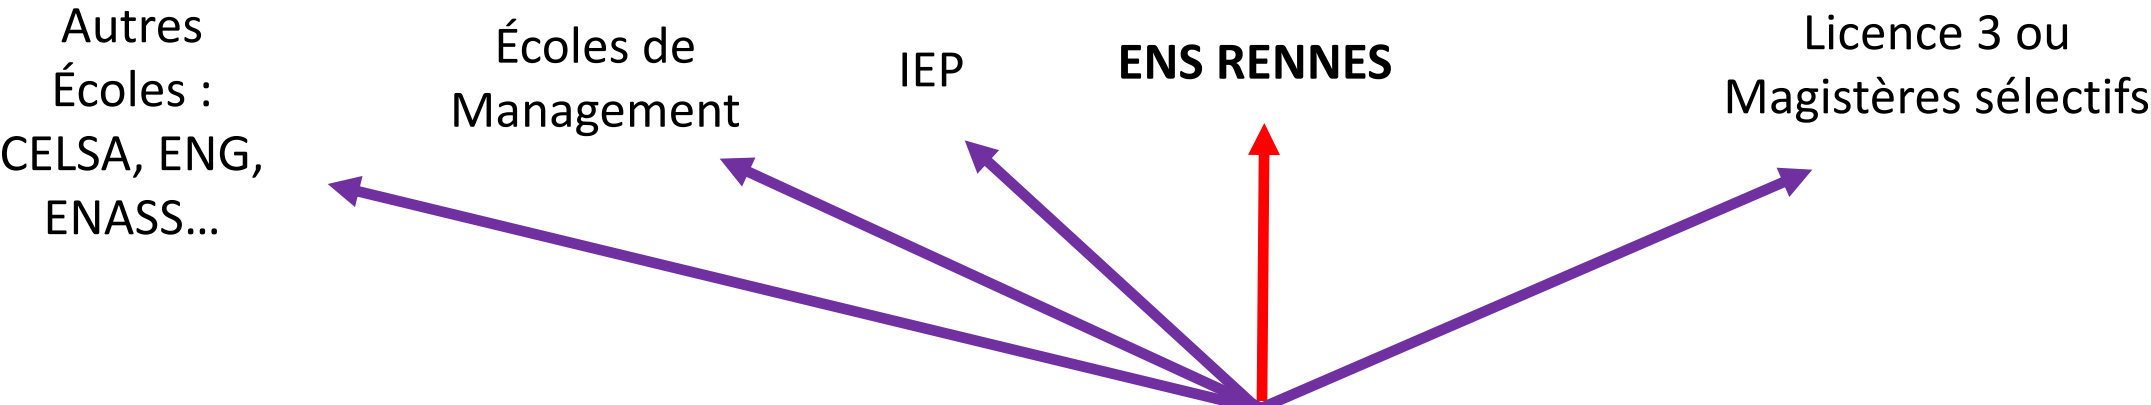 Autres
Écoles :
CELSA, ENG,
ENASS…
Écoles de
Management
IEP
ENS RENNES
Licence 3 ou
Magistères sélectifs